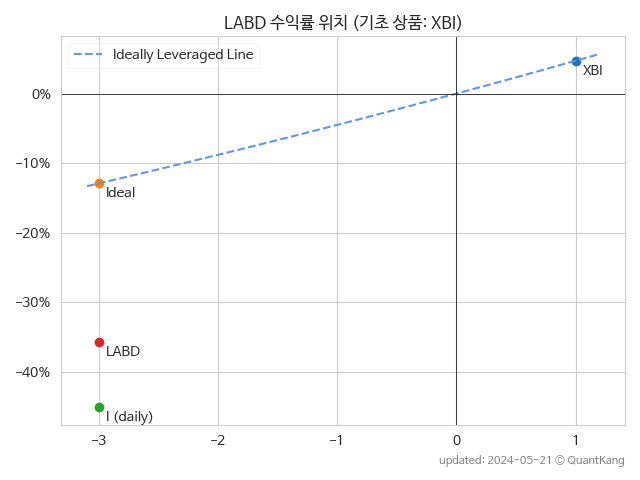 LABD 수익률 위치 (기초 상품: XBI)
Ideally Leveraged Line
XBI
0%
−10%
Ideal
−20%
−30%
LABD
−40%
I (daily)
−3
−2
−1
0
1
updated: 2024-05-21 © QuantKang